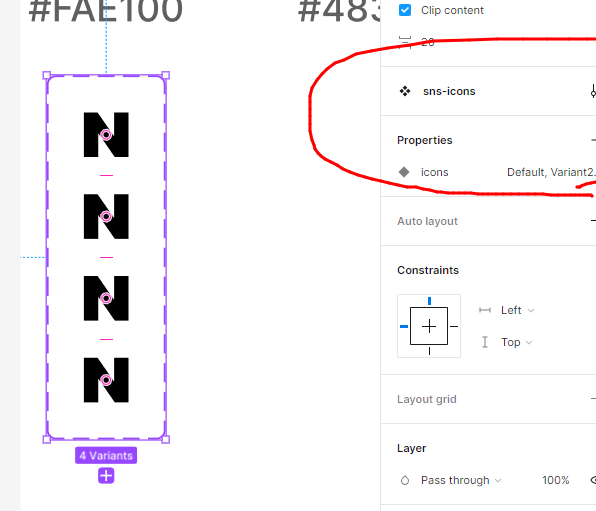 #FAE100
#483
Clip content
20
sns-icons
Properties
icons
Default, Variant2.
Auto layout
Constraints
Left
Top
Layout grid
Layer
Pass through
100%
N
N
N
N
4 Variants